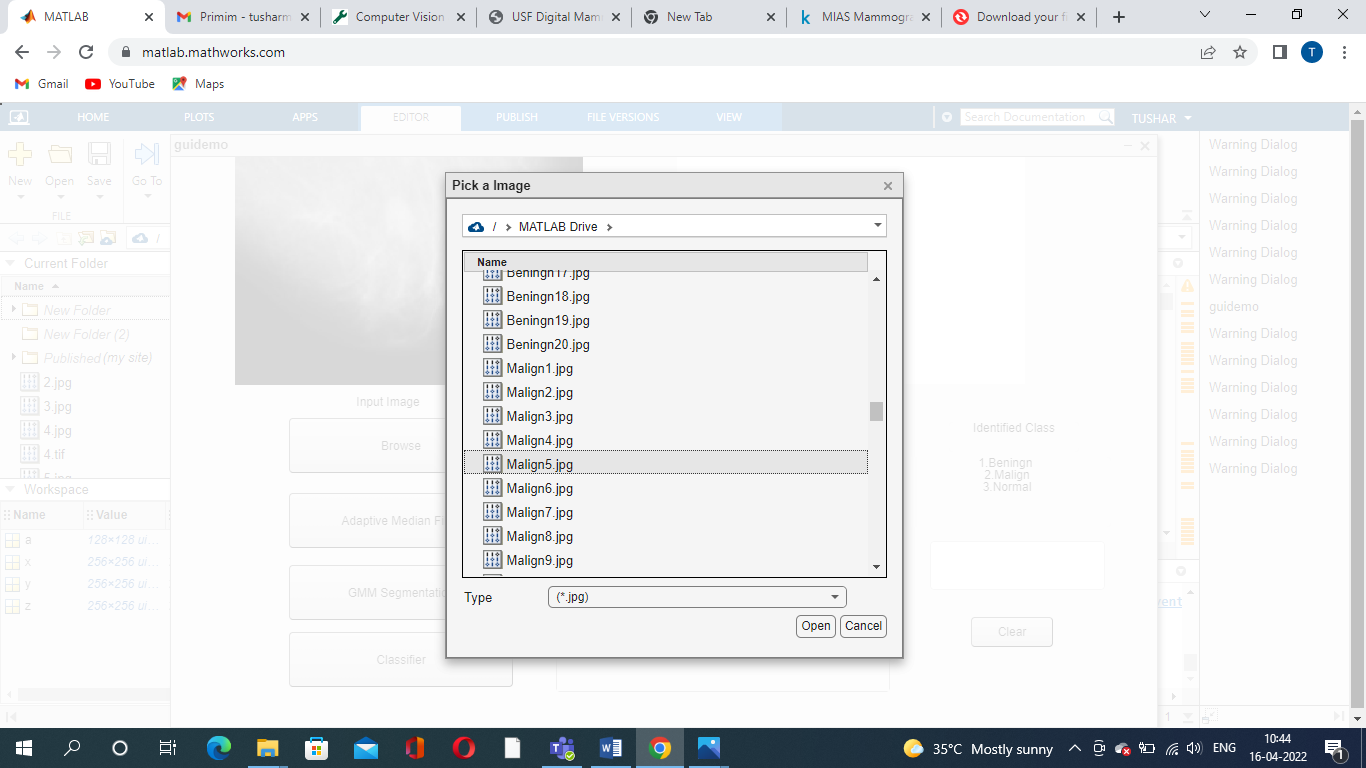 MATLAB
Primim - tusharm
Computer Vision
USF Digital Mam
New Tab
MIAS Mammogra
Download your fi
matlab.mathworks.com
T
Gmail
YouTube
Maps
HOME
PLOTS
APPS
EDITOR
PUBLISH
FILE VERSIONS
VIEW
Search Documentation
TUSHAR
New
Open
Save
Go To
FILE
/
Current Folder
Name
New Folder
New Folder (2)
Published (my site)
2.jpg
3.jpg
4.jpg
4.tif
5.jpg
Workspace
Name
Value
a
128×128 ui...
x
256×256 ui...
y
256×256 ui...
z
256×256 ui...
guidemo
Input Image
Browse
Adaptive Median Fi
GMM Segmentatio
Classifier
Pick a Image
/
MATLAB Drive
Name
Beningn17.jpg
Beningn18.jpg
Beningn19.jpg
Beningn20.jpg
Malign1.jpg
Malign2.jpg
Malign3.jpg
Malign4.jpg
Malign5.jpg
Malign6.jpg
Malign7.jpg
Malign8.jpg
Malign9.jpg
Type
(*.jpg)
Open
Cancel
Identified Class
1.Beningn
2.Malign
3.Normal
Clear
vent
1
Warning Dialog
Warning Dialog
Warning Dialog
Warning Dialog
Warning Dialog
Warning Dialog
guidemo
Warning Dialog
Warning Dialog
Warning Dialog
Warning Dialog
Warning Dialog
Warning Dialog
35°C Mostly sunny
ENG
10:44
16-04-2022
1